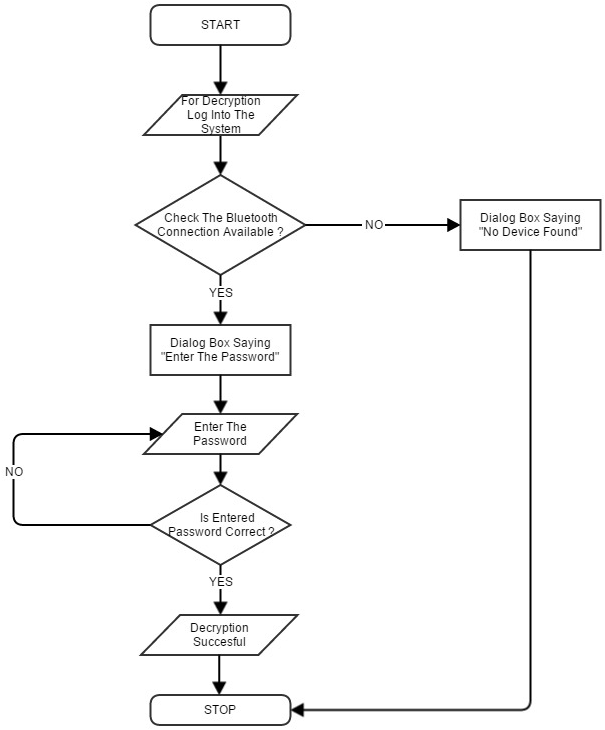 START
For Decryption
Log Into The
System
Check The Bluetooth
Connection Available ?
NO
Dialog Box Saying
"No Device Found"
YES
Dialog Box Saying
"Enter The Password"
Enter The
Password
NO
Is Entered
Password Correct ?
YES
Decryption
Succesful
STOP